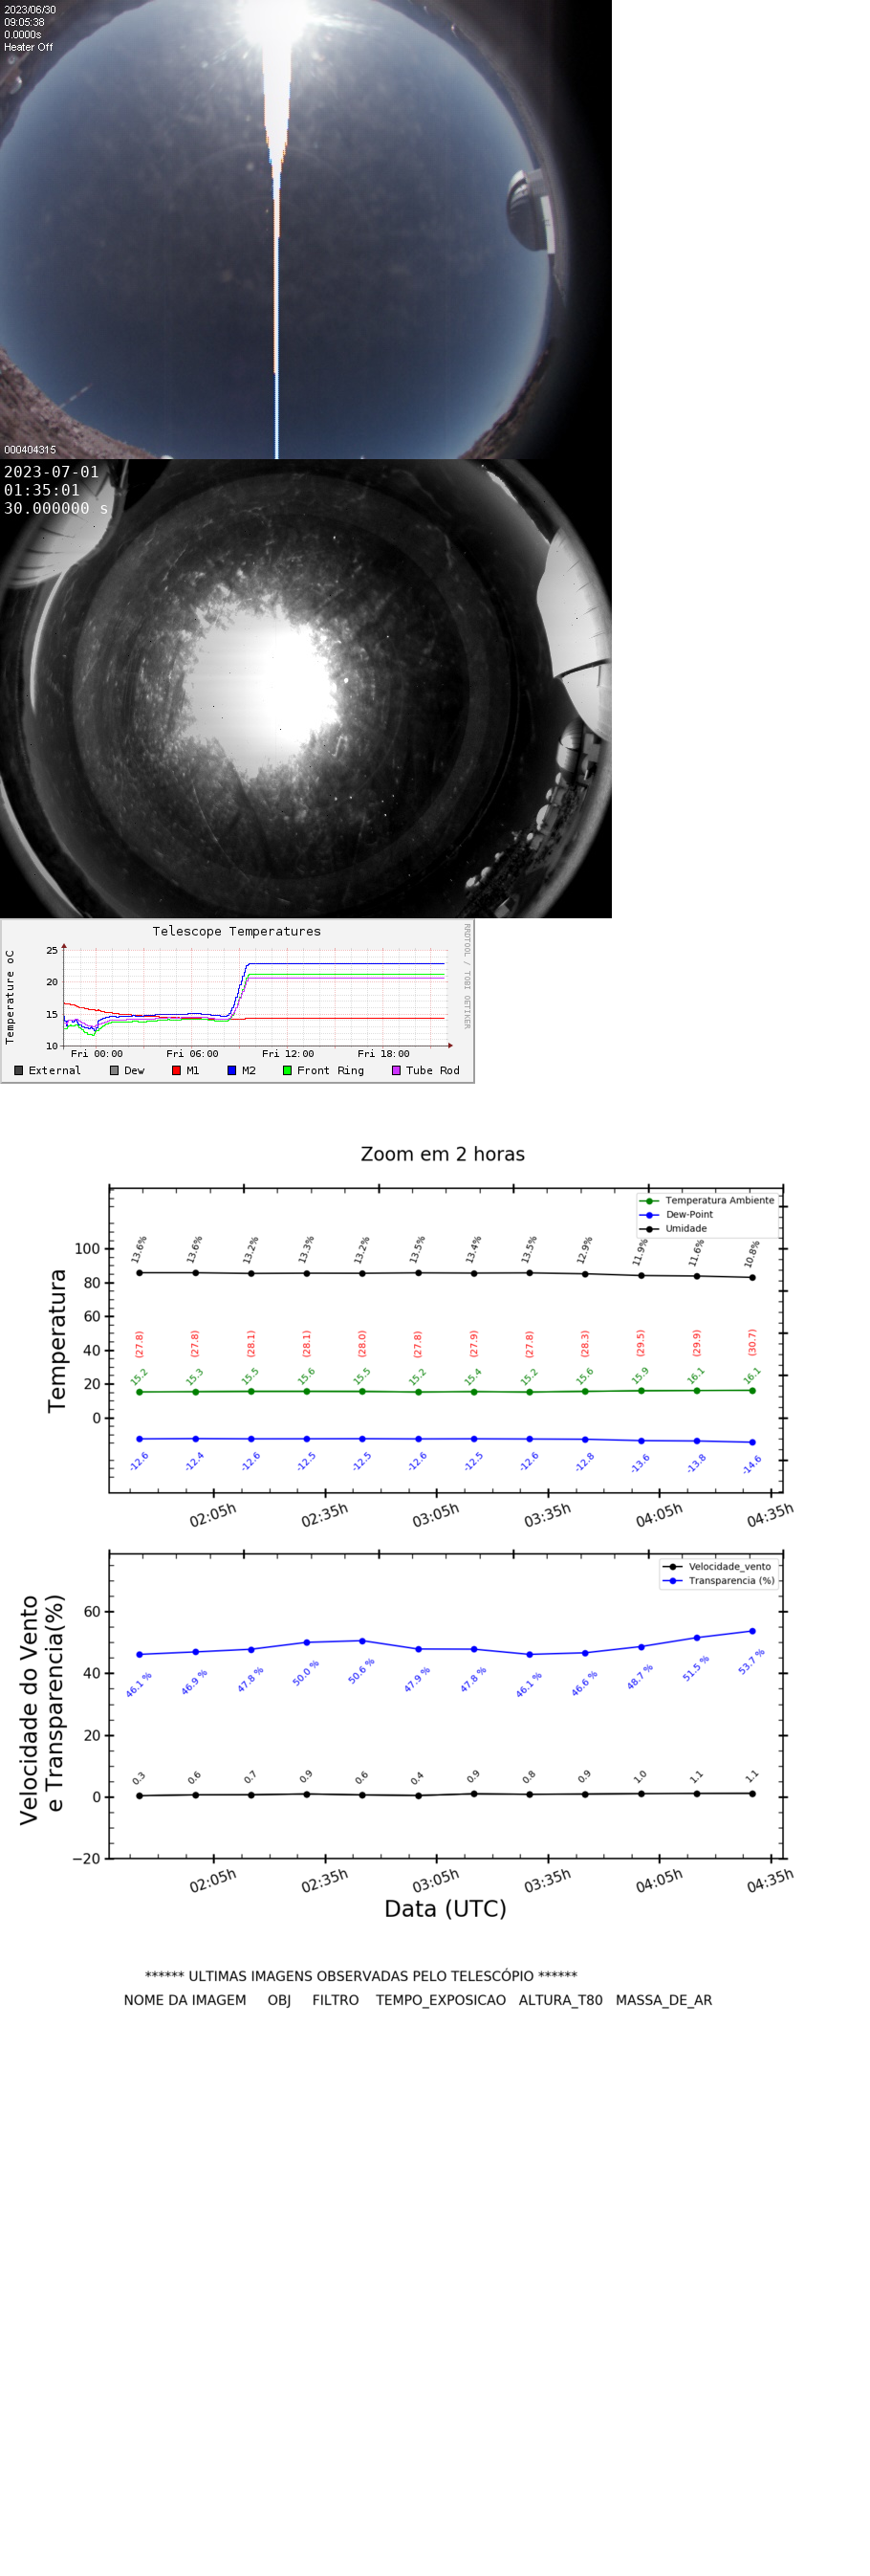 2023/06/30
09:05:38
0.0000s
Heater Off
000404315
2023-07-01
01:35:01
30.000000 s
Telescope Temperatures
RRDTOOL / TOBI OETIKER
Temperature oC
25
20
15
10
Fri 00:00 Fri 06:00 Fri 12:00 Fri 18:00
External Dew M1 M2 Front Ring Tube Rod
Zoom em 2 horas
Temperatura Ambiente
Dew-Point
Umidade
Temperatura
100
80
60
40
20
0
13.6% 13.6% 13.2% 13.3% 13.2% 13.5% 13.4% 13.5% 12.9% 11.9% 11.6% 10.8%
(27.8) (27.8) (28.1) (28.1) (28.0) (27.8) (27.9) (27.8) (28.3) (29.5) (29.9) (30.7)
15.2 15.3 15.5 15.6 15.5 15.2 15.4 15.2 15.6 15.9 16.1 16.1
-12.6 -12.4 -12.6 -12.5 -12.5 -12.6 -12.5 -12.6 -12.8 -13.6 -13.8 -14.6
02:05h 02:35h 03:05h 03:35h 04:05h 04:35h
Velocidade_vento
Transparencia (%)
Velocidade do Vento
e Transparencia(%)
60
40
20
0
−20
46.1 % 46.9 % 47.8 % 50.0 % 50.6 % 47.9 % 47.8 % 46.1 % 46.6 % 48.7 % 51.5 % 53.7 %
0.3 0.6 0.7 0.9 0.6 0.4 0.9 0.8 0.9 1.0 1.1 1.1
02:05h 02:35h 03:05h 03:35h 04:05h 04:35h
Data (UTC)
****** ULTIMAS IMAGENS OBSERVADAS PELO TELESCÓPIO ******
NOME DA IMAGEM OBJ FILTRO TEMPO_EXPOSICAO ALTURA_T80 MASSA_DE_AR